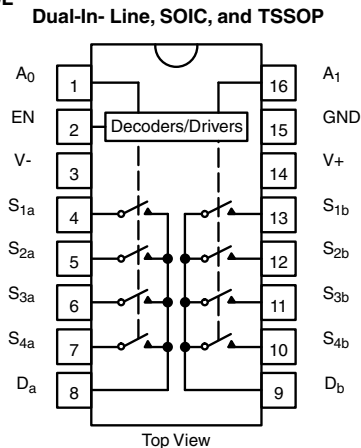 Dual-In- Line, SOIC, and TSSOP
A0 1 16 A1
EN 2 Decoders/Drivers 15 GND
V- 3 14 V+
S1a 4 13 S1b
S2a 5 12 S2b
S3a 6 11 S3b
S4a 7 10 S4b
Da 8 9 Db
Top View